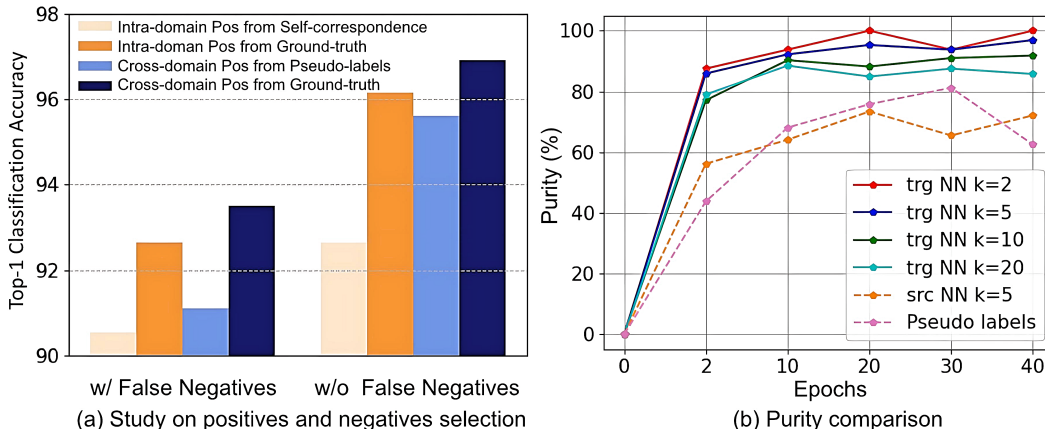 98
96
94
92
90
Top-1 Classification Accuracy
Intra-domain Pos from Self-correspondence
Intra-doman Pos from Ground-truth
Cross-domain Pos from Pseudo-labels
Cross-domain Pos from Ground-truth
w/ False Negatives
w/o False Negatives
(a) Study on positives and negatives selection
100
80
60
40
20
0
Purity (%)
trg NN k=2
trg NN k=5
trg NN k=10
trg NN k=20
src NN k=5
Pseudo labels
0 2 10 20 30 40
Epochs
(b) Purity comparison